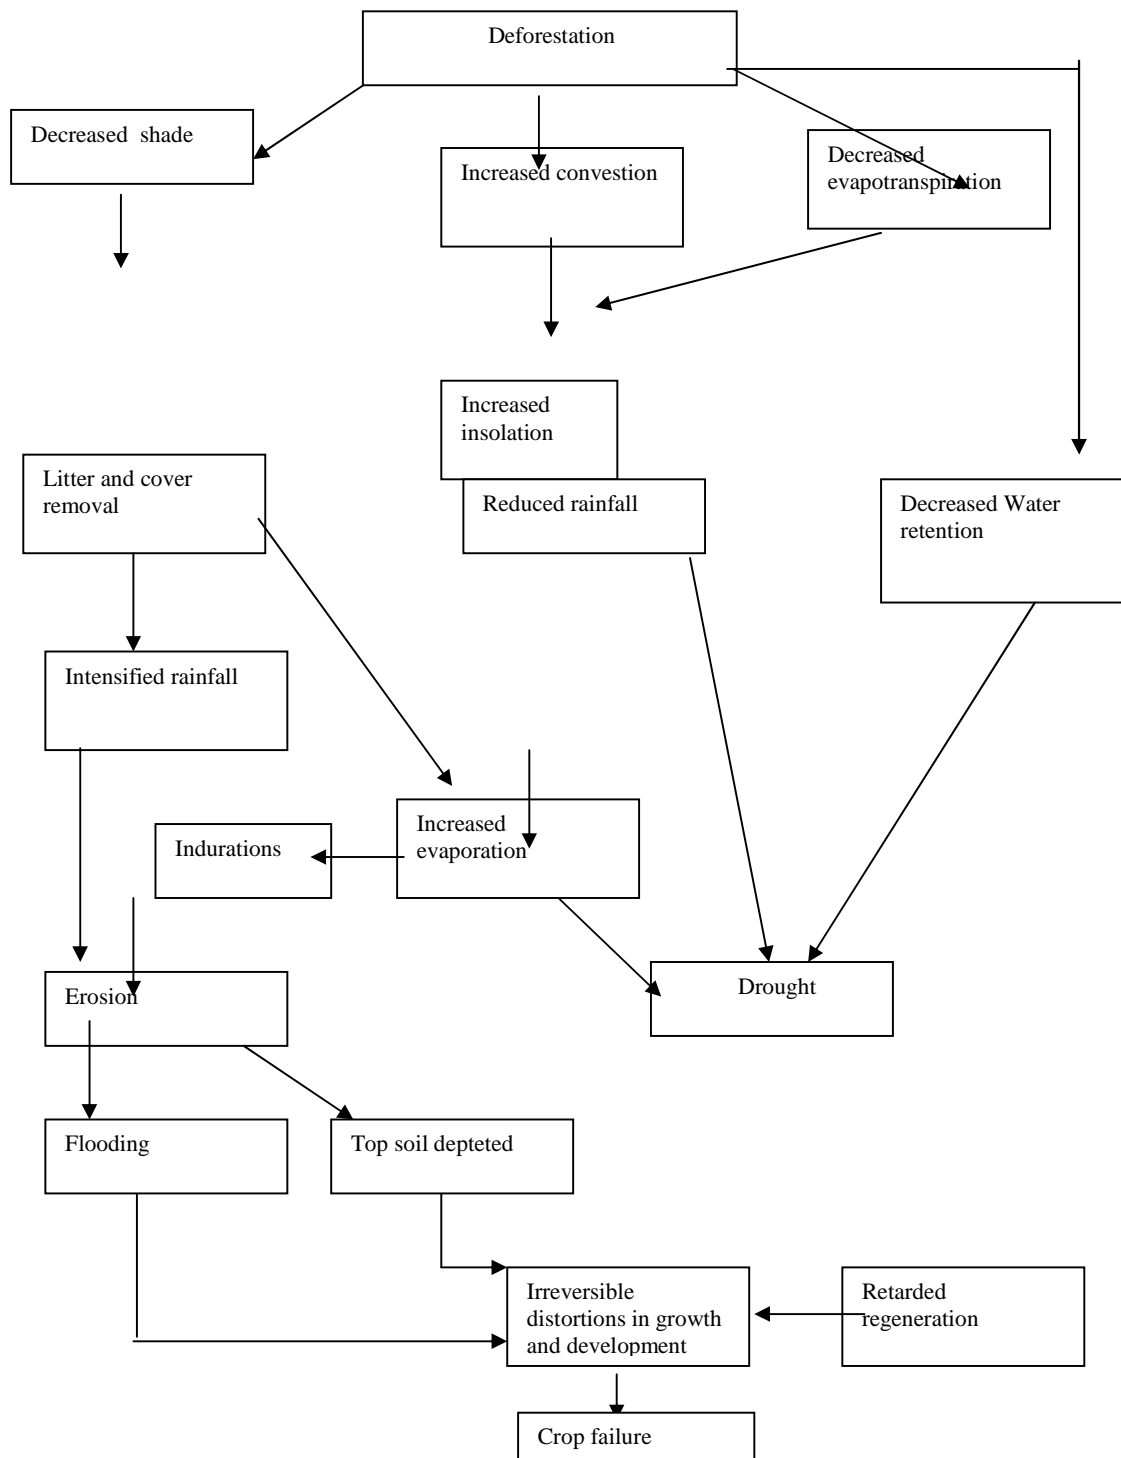 Deforestation
Decreased  shade
Increased convestion
Decreased
evapotranspiration
Increased
insolation
Litter and cover
removal
Reduced rainfall
Decreased Water
retention
Intensified rainfall
Increased
evaporation
Indurations
Erosion
Drought
Flooding
Top soil depteted
Irreversible
distortions in growth
and development
Retarded
regeneration
Crop failure